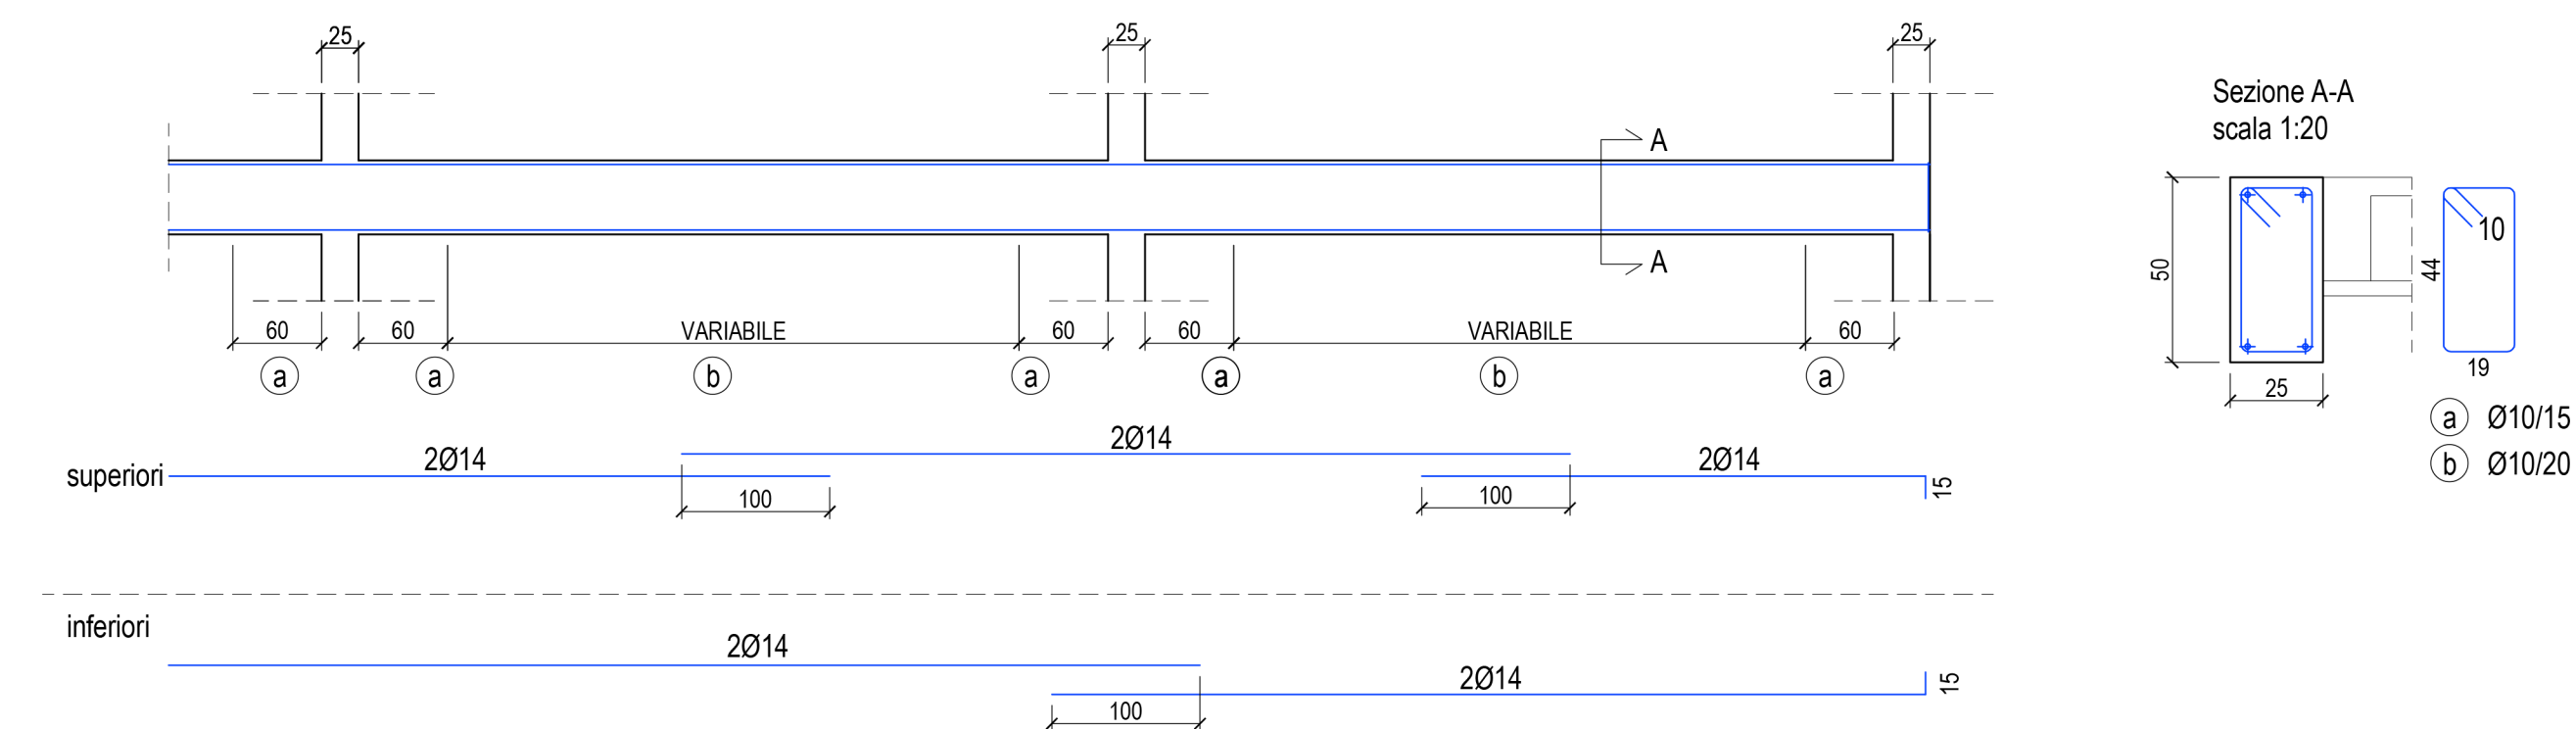 25
25
25
A
A
60
60
VARIABILE
60
60
VARIABILE
60
a
a
b
a
a
b
a
Sezione A-A
scala 1:20
50
25
10
44
19
a Ø10/15
b Ø10/20
superiori
2Ø14
2Ø14
2Ø14
100
100
15
inferiori
2Ø14
2Ø14
15
100